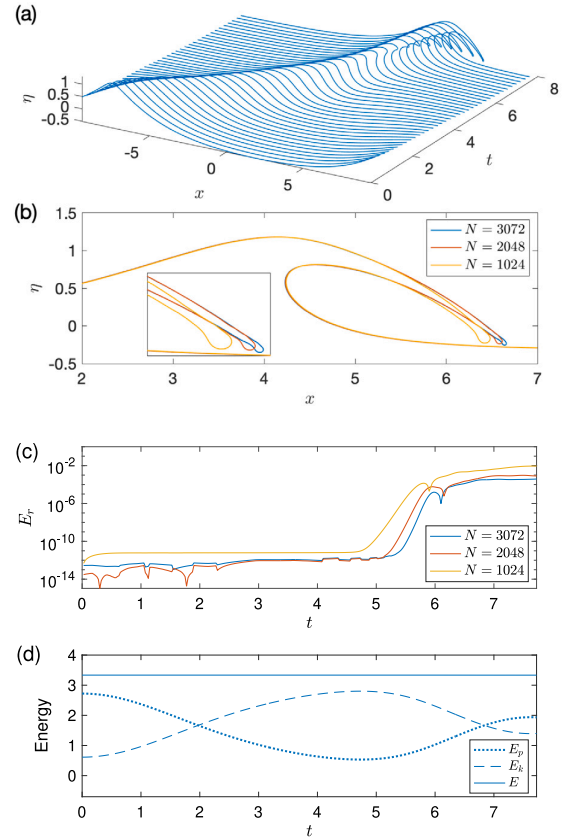 (a)
1
0.5
0
-0.5
η
-5
0
5
x
0
2
4
6
8
t
(b)
1.5
1
0.5
0
-0.5
η
2
3
4
5
6
7
x
N = 3072
N = 2048
N = 1024
(c)
10^-2
10^-6
10^-10
10^-14
E_r
0
1
2
3
4
5
6
7
t
N = 3072
N = 2048
N = 1024
(d)
4
3
2
1
0
Energy
0
1
2
3
4
5
6
7
t
E_p
E_k
E